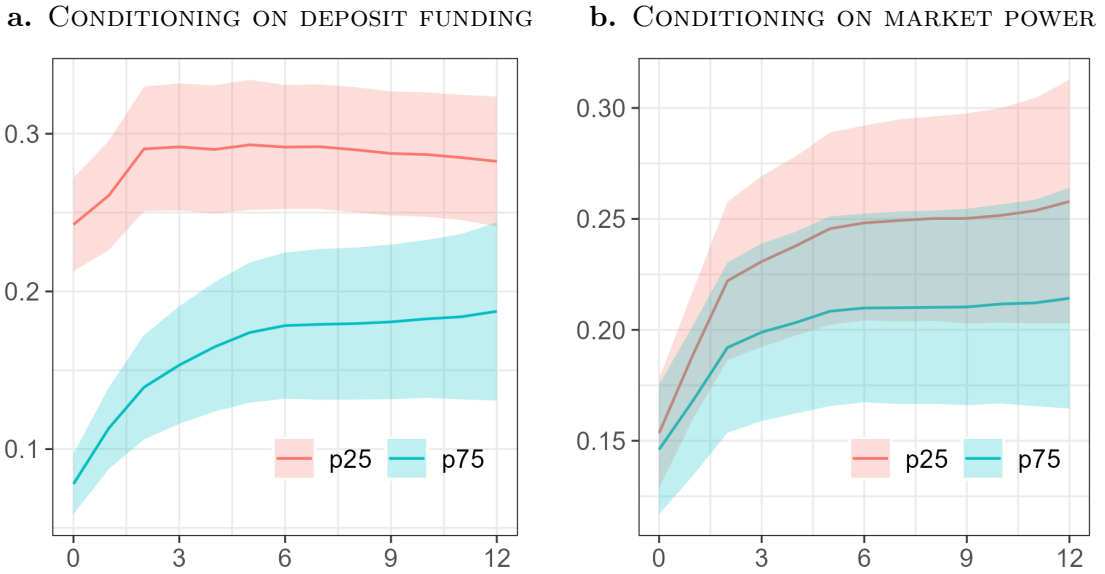 a. Conditioning on deposit funding
b. Conditioning on market power
0.3
0.2
0.1
0 3 6 9 12
p25 p75
0.30
0.25
0.20
0.15
0 3 6 9 12
p25 p75